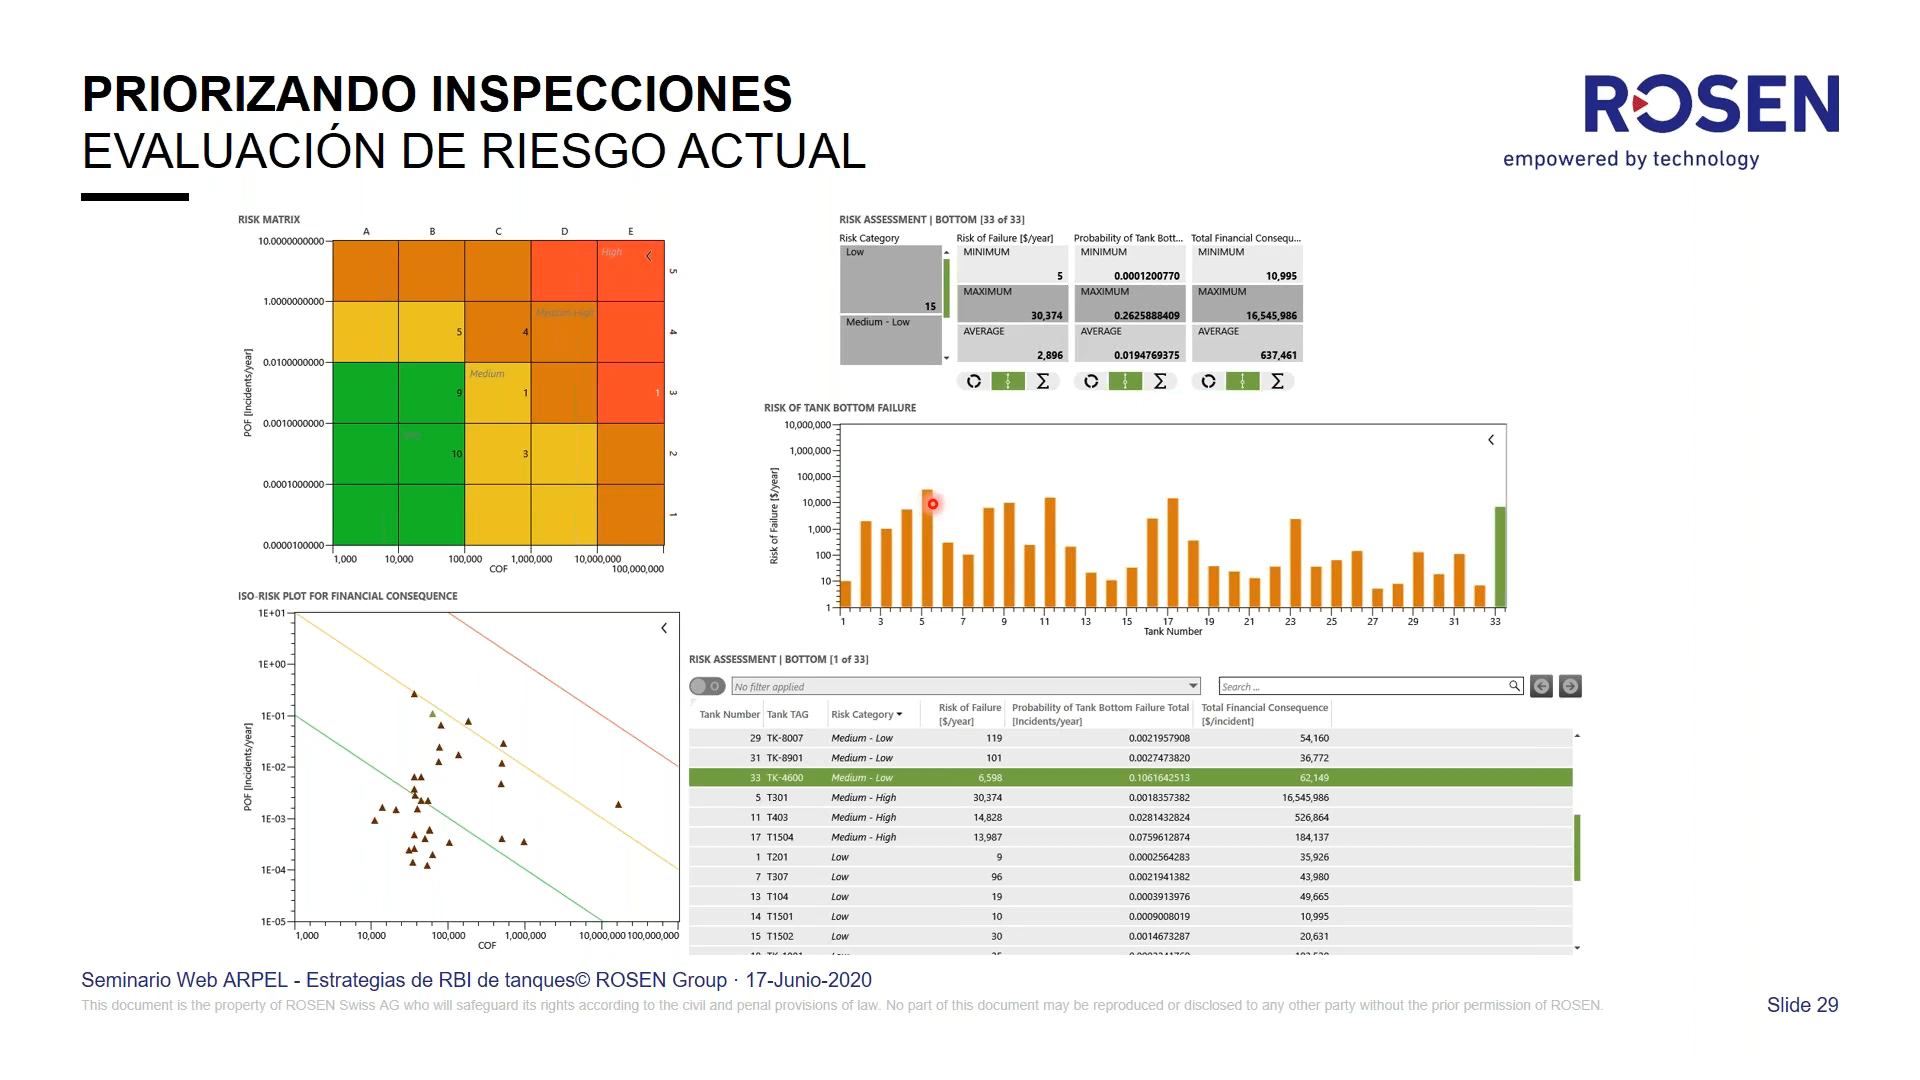 PRIORIZANDO INSPECCIONES
EVALUACIÓN DE RIESGO ACTUAL
ROSEN
empowered by technology
RISK MATRIX
A B C D E
POF [Incidents/year]
10.0000000000
1.0000000000
0.0100000000
0.0010000000
0.0001000000
0.0000100000
High
5
Medium-High
5 4
4
Medium
9 1 1
3
10 3
2
1
1,000 10,000 100,000 1,000,000 10,000,000
100,000,000
COF
ISO-RISK PLOT FOR FINANCIAL CONSEQUENCE
POF [Incidents/year]
1E+01
1E+00
1E-01
1E-02
1E-03
1E-04
1E-05
1,000 10,000 100,000 1,000,000 10,000,000 100,000,000
COF
RISK ASSESSMENT | BOTTOM [33 of 33]
Risk Category Risk of Failure [$/year] Probability of Tank Bott... Total Financial Consequ...
Low MINIMUM MINIMUM MINIMUM
5 0.0001200770 10,995
MAXIMUM MAXIMUM MAXIMUM
15 30,374 0.2625888409 16,545,986
Medium - Low AVERAGE AVERAGE AVERAGE
2,896 0.0194769375 637,461
RISK OF TANK BOTTOM FAILURE
Risk of Failure [$/year]
10,000,000
1,000,000
100,000
10,000
1,000
100
10
1
1 3 5 7 9 11 13 15 17 19 21 23 25 27 29 31 33
Tank Number
RISK ASSESSMENT | BOTTOM [1 of 33]
No filter applied
Search ...
Tank Number Tank TAG Risk Category Risk of Failure Probability of Tank Bottom Failure Total Total Financial Consequence
[$/year] [Incidents/year] [$/incident]
29 TK-8007 Medium - Low 119 0.0021957908 54,160
31 TK-8901 Medium - Low 101 0.0027473820 36,772
33 TK-4600 Medium - Low 6,598 0.1061642513 62,149
5 T301 Medium - High 30,374 0.0018357382 16,545,986
11 T403 Medium - High 14,828 0.0281432824 526,864
17 T1504 Medium - High 13,987 0.0759612874 184,137
1 T201 Low 9 0.0002564283 35,926
7 T307 Low 96 0.0021941382 43,980
13 T104 Low 19 0.0003913976 49,665
14 T1501 Low 10 0.0009008019 10,995
15 T1502 Low 30 0.0014673287 20,631
Seminario Web ARPEL - Estrategias de RBI de tanques© ROSEN Group · 17-Junio-2020
This document is the property of ROSEN Swiss AG who will safeguard its rights according to the civil and penal provisions of law. No part of this document may be reproduced or disclosed to any other party without the prior permission of ROSEN.
Slide 29